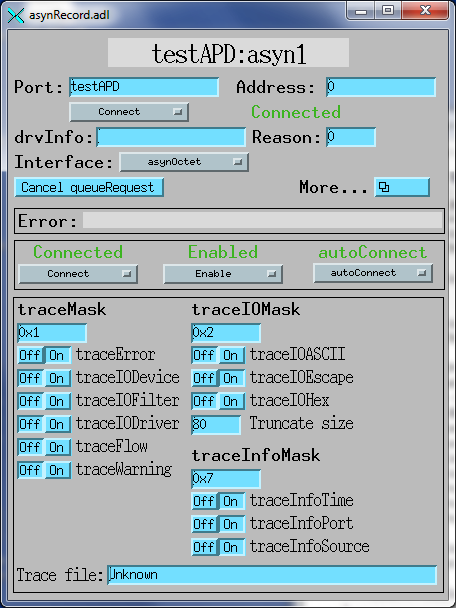 asynRecord.adl
testAPD:asyn1
Port: testAPD Address: 0
Connect Connected
drvInfo: Reason: 0
Interface: asynOctet
Cancel queueRequest More...
Error:
Connected Enabled autoConnect
Connect Enable autoConnect
traceMask traceIOMask
0x1 0x2
Off On traceError Off On traceIOASCII
Off On traceIODevice Off On traceIOEscape
Off On traceIOFilter Off On traceIOHex
Off On traceIODriver 80 Truncate size
Off On traceFlow traceInfoMask
Off On traceWarning 0x7
Off On traceInfoTime
Off On traceInfoPort
Off On traceInfoSource
Trace file: Unknown